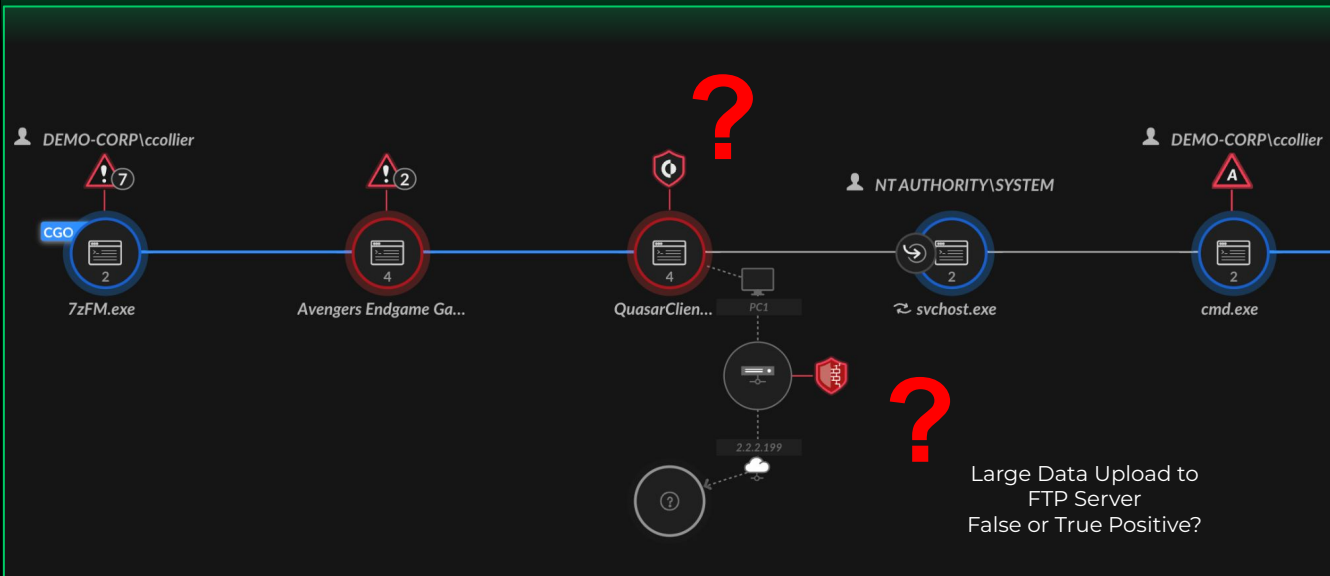 ?
DEMO-CORP\ccollier
DEMO-CORP\ccollier
NT AUTHORITY\SYSTEM
7
2
A
CGO
2
4
4
2
2
7zFM.exe
Avengers Endgame Ga...
QuasarClien...
PC1
svchost.exe
cmd.exe
?
2.2.2.199
?
Large Data Upload to
FTP Server
False or True Positive?